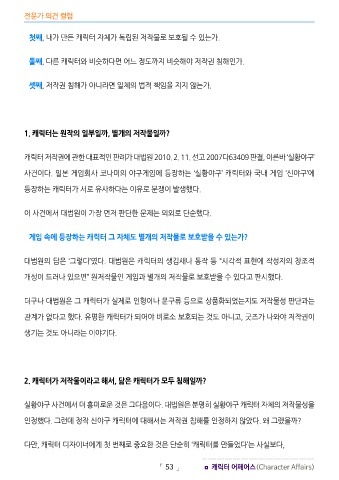 전문가 의견 컬럼
첫째, 내가 만든 캐릭터 자체가 독립된 저작물로 보호될 수 있는가.
둘째, 다른 캐릭터와 비슷하다면 어느 정도까지 비슷해야 저작권 침해인가.
셋째, 저작권 침해가 아니라면 일체의 법적 책임을 지지 않는가.
1. 캐릭터는 원작의 일부일까, 별개의 저작물일까?
캐릭터 저작권에 관한 대표적인 판례가 대법원 2010. 2. 11. 선고 2007다63409 판결, 이른바 '실황야구'
사건이다. 일본 게임회사 코나미의 야구게임에 등장하는 '실황야구' 캐릭터와 국내 게임 '신야구'에
등장하는 캐릭터가 서로 유사하다는 이유로 분쟁이 발생했다.
이 사건에서 대법원이 가장 먼저 판단한 문제는 의외로 단순했다.
게임 속에 등장하는 캐릭터 그 자체도 별개의 저작물로 보호받을 수 있는가?
대법원의 답은 '그렇다'였다. 대법원은 캐릭터의 생김새나 동작 등 "시각적 표현에 작성자의 창조적
개성이 드러나 있으면" 원저작물인 게임과 별개의 저작물로 보호받을 수 있다고 판시했다.
더구나 대법원은 그 캐릭터가 실제로 인형이나 문구류 등으로 상품화되었는지도 저작물성 판단과는
관계가 없다고 했다. 유명한 캐릭터가 되어야 비로소 보호되는 것도 아니고, 굿즈가 나와야 저작권이
생기는 것도 아니라는 이야기다.
2. 캐릭터가 저작물이라고 해서, 닮은 캐릭터가 모두 침해일까?
실황야구 사건에서 더 흥미로운 것은 그다음이다. 대법원은 분명히 실황야구 캐릭터 자체의 저작물성을
인정했다. 그런데 정작 신야구 캐릭터에 대해서는 저작권 침해를 인정하지 않았다. 왜 그랬을까?
다만, 캐릭터 디자이너에게 첫 번째로 중요한 것은 단순히 '캐릭터를 만들었다'는 사실보다,
「 53 」
캐릭터 어페어스(Character Affairs)